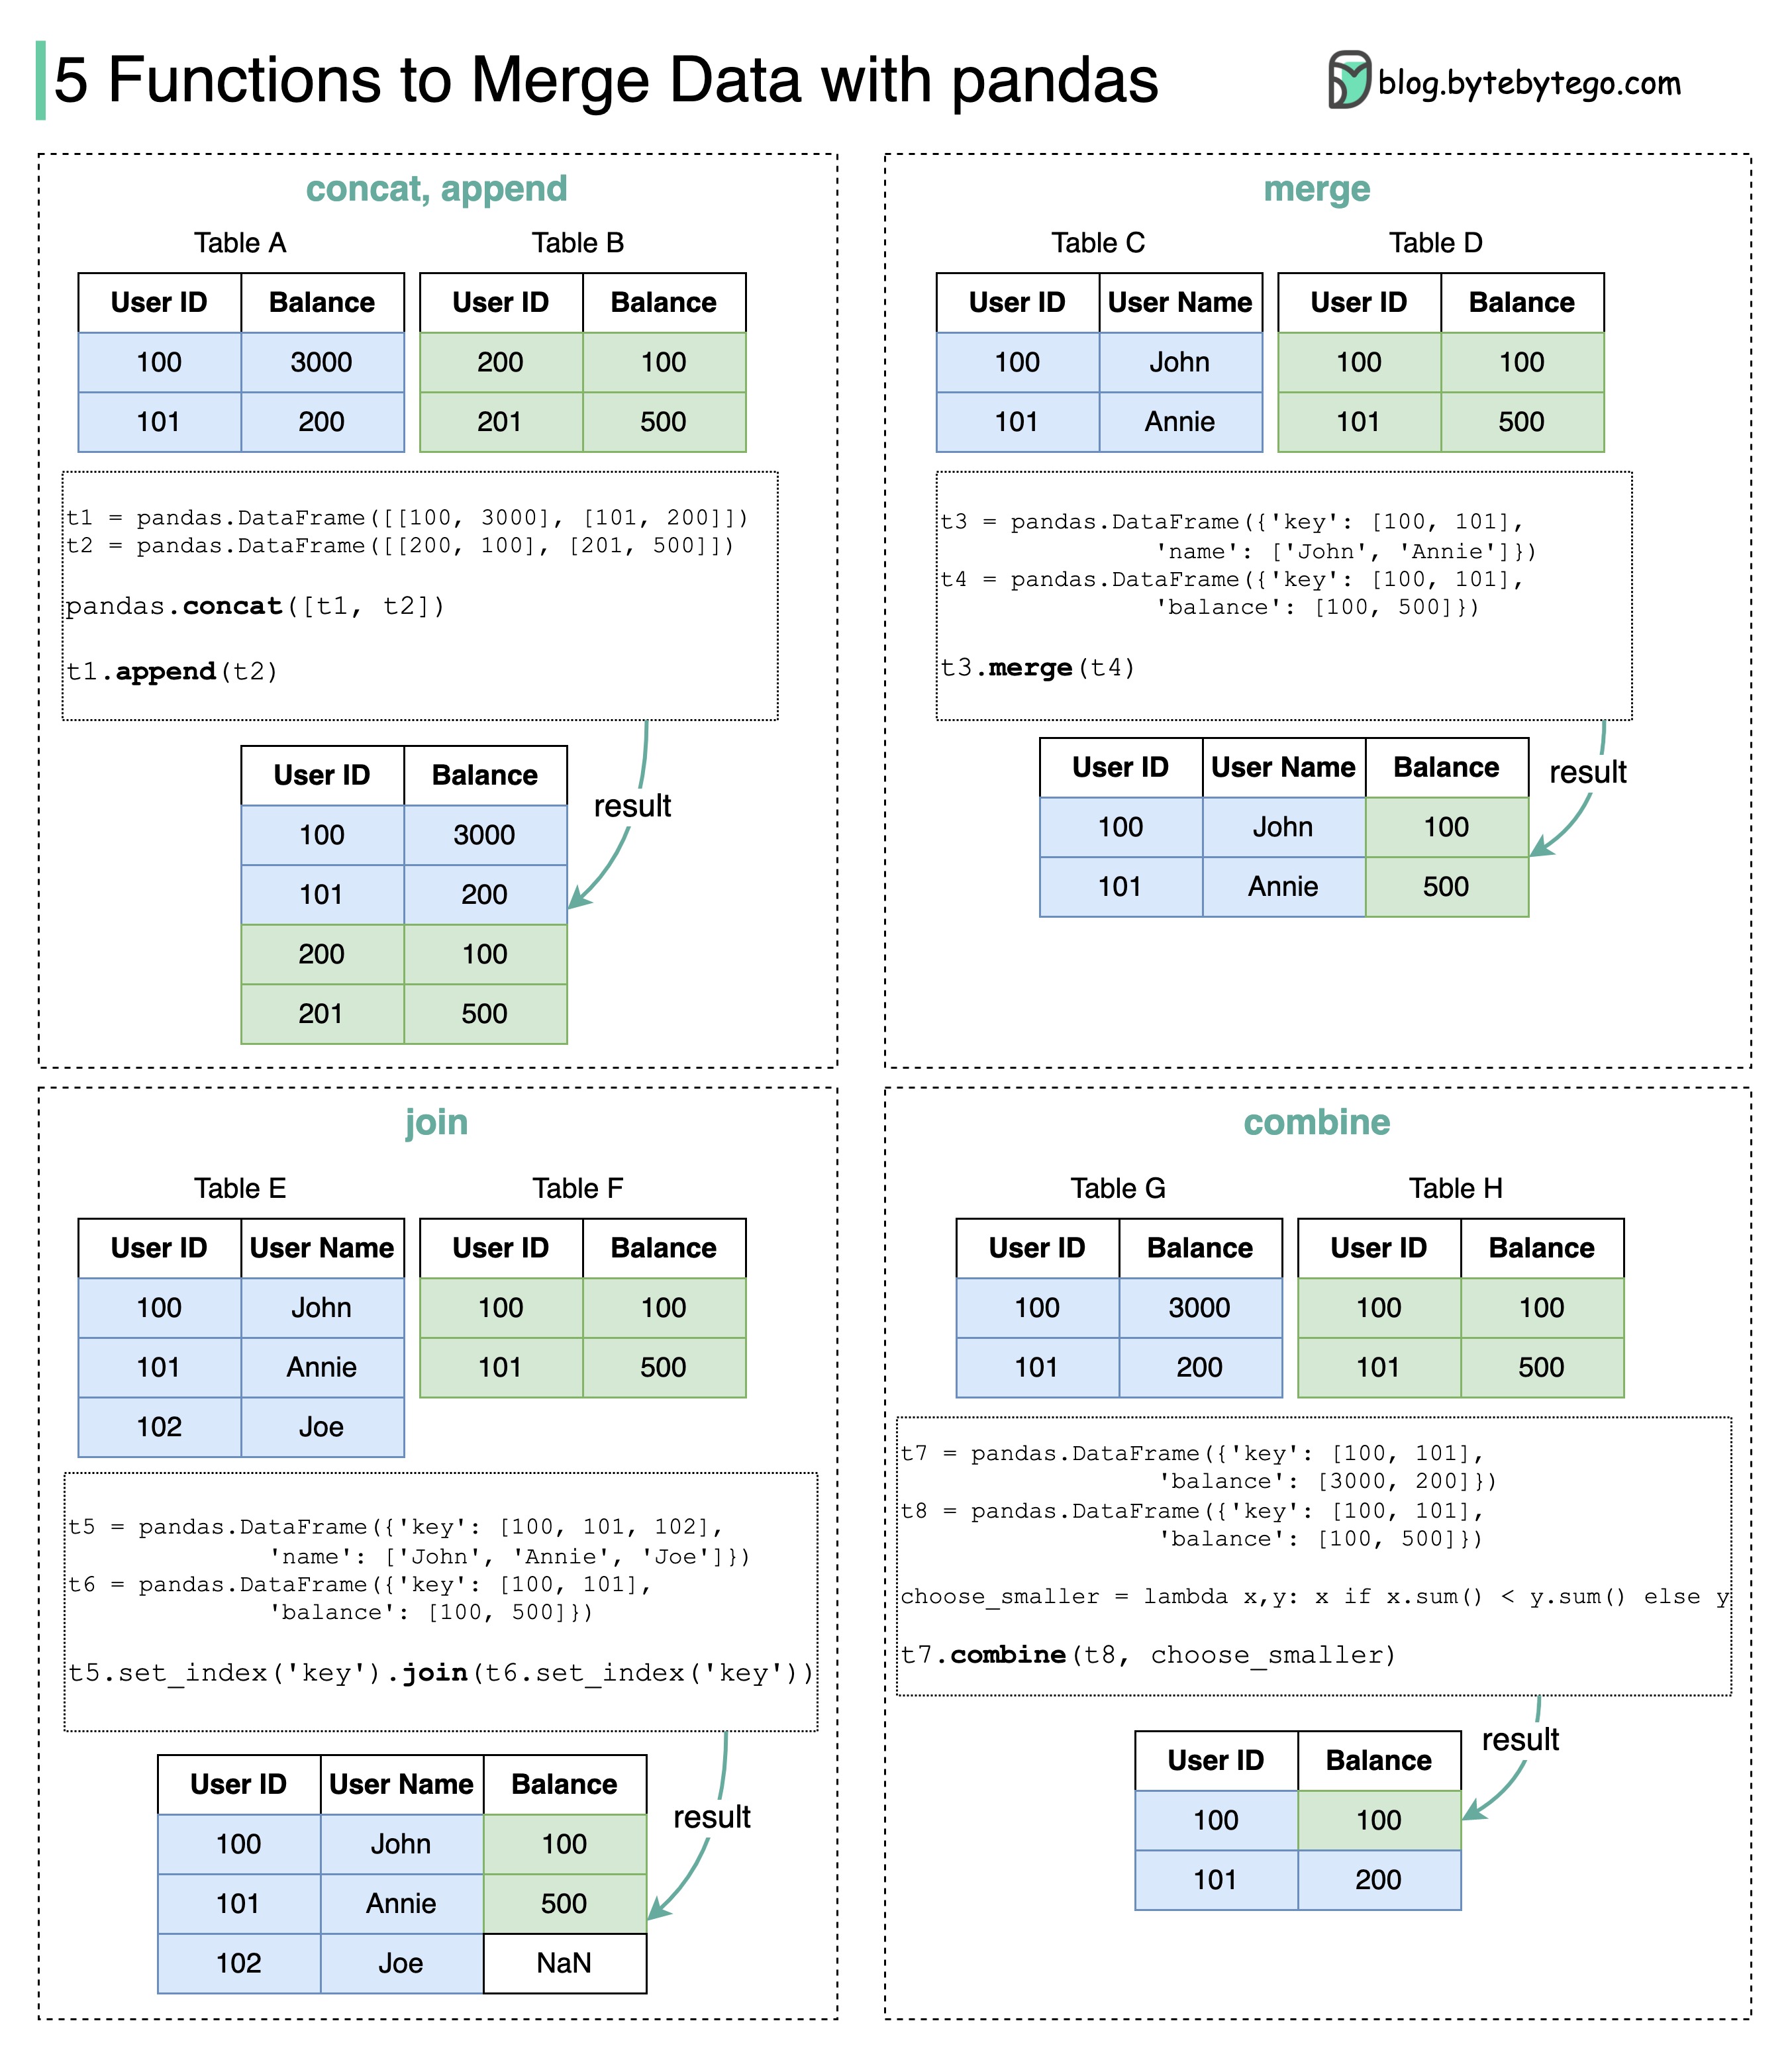 5 Functions to Merge Data with pandas
blog.bytebytego.com
concat, append
Table A
Table B
User ID Balance
100 3000
101 200
User ID Balance
200 100
201 500
t1 = pandas.DataFrame([[100, 3000], [101, 200]])
t2 = pandas.DataFrame([[200, 100], [201, 500]])
pandas.concat([t1, t2])
t1.append(t2)
result
User ID Balance
100 3000
101 200
200 100
201 500
merge
Table C
Table D
User ID User Name
100 John
101 Annie
User ID Balance
100 100
101 500
t3 = pandas.DataFrame({'key': [100, 101],
'name': ['John', 'Annie']})
t4 = pandas.DataFrame({'key': [100, 101],
'balance': [100, 500]})
t3.merge(t4)
result
User ID User Name Balance
100 John 100
101 Annie 500
join
Table E
Table F
User ID User Name
100 John
101 Annie
102 Joe
User ID Balance
100 100
101 500
t5 = pandas.DataFrame({'key': [100, 101, 102],
'name': ['John', 'Annie', 'Joe']})
t6 = pandas.DataFrame({'key': [100, 101],
'balance': [100, 500]})
t5.set_index('key').join(t6.set_index('key'))
result
User ID User Name Balance
100 John 100
101 Annie 500
102 Joe NaN
combine
Table G
Table H
User ID Balance
100 3000
101 200
User ID Balance
100 100
101 500
t7 = pandas.DataFrame({'key': [100, 101],
'balance': [3000, 200]})
t8 = pandas.DataFrame({'key': [100, 101],
'balance': [100, 500]})
choose_smaller = lambda x,y: x if x.sum() < y.sum() else y
t7.combine(t8, choose_smaller)
result
User ID Balance
100 100
101 200